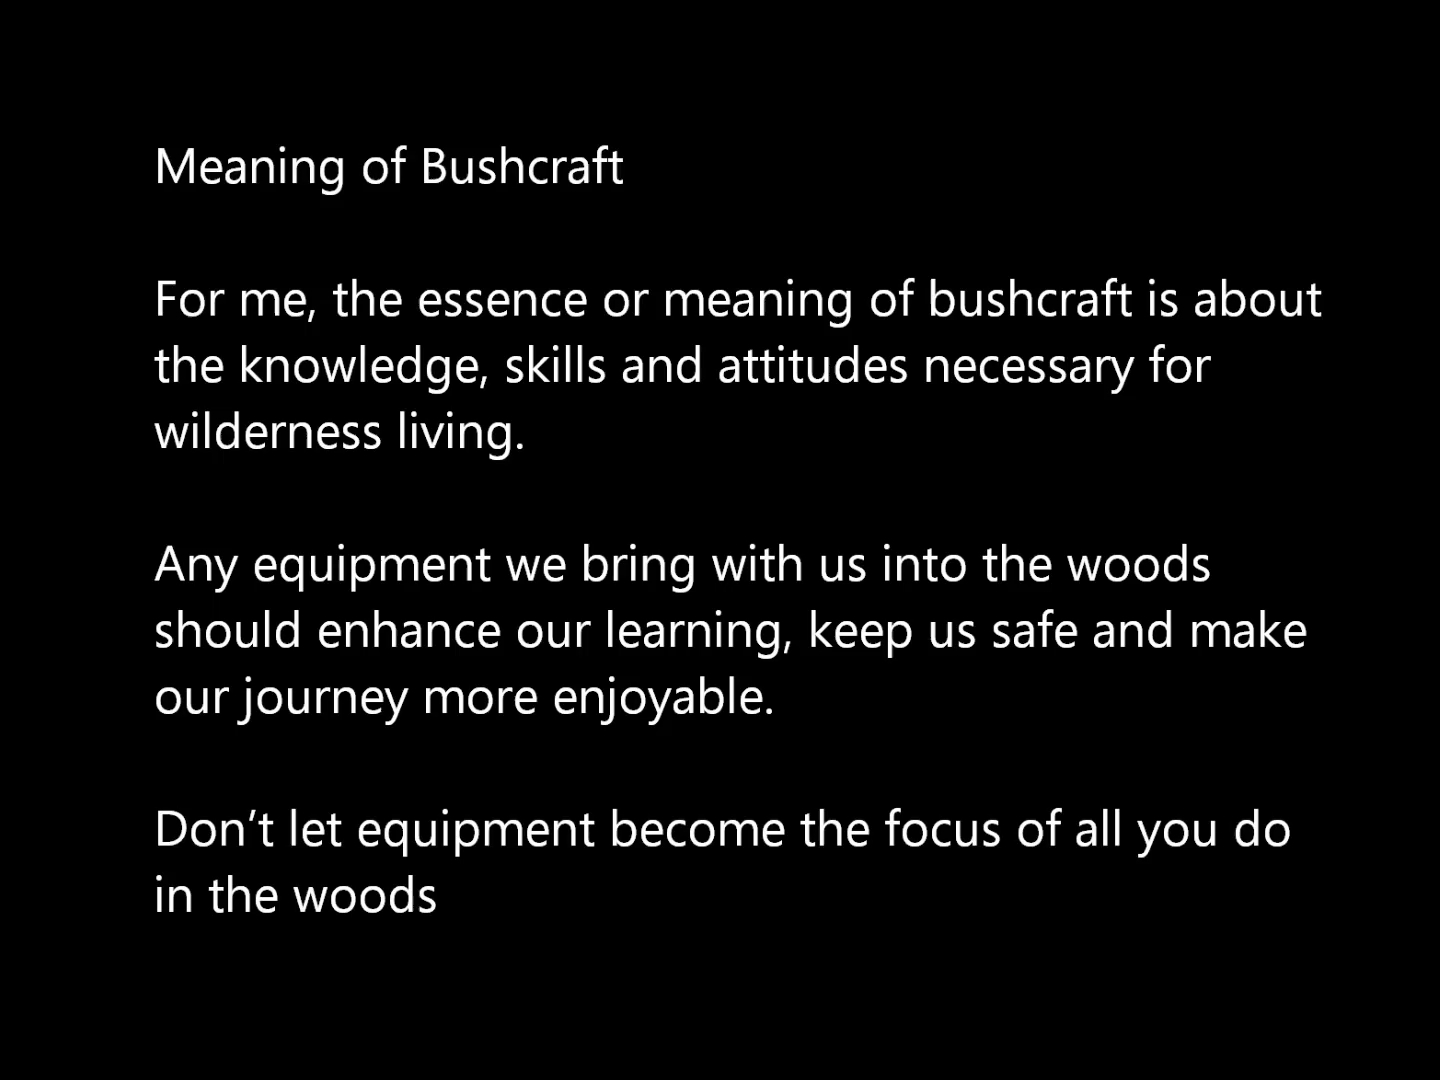 Meaning of Bushcraft
For me, the essence or meaning of bushcraft is about
the knowledge, skills and attitudes necessary for
wilderness living.
Any equipment we bring with us into the woods
should enhance our learning, keep us safe and make
our journey more enjoyable.
Don’t let equipment become the focus of all you do
in the woods